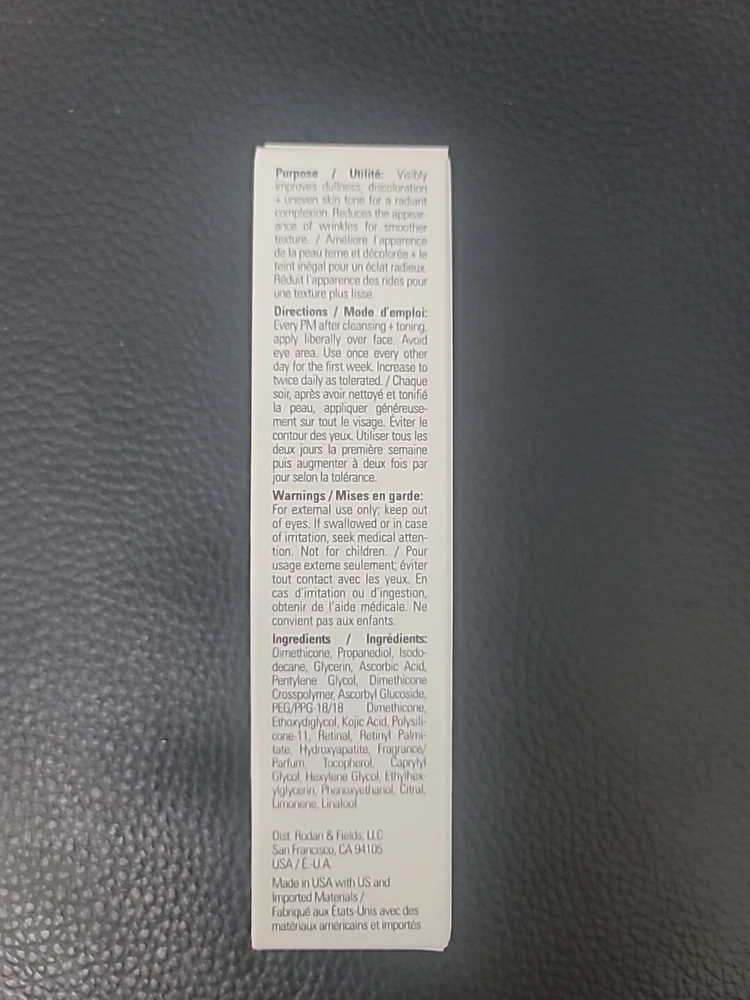 Purpose / Utilité: Visibly
improves dullness, discoloration
+ uneven skin tone for a radiant
complexion. Reduces the appear-
ance of wrinkles for smoother
texture. / Améliore l'apparence
de la peau terne et décolorée + le
teint inégal pour un éclat radieux.
Réduit l'apparence des rides pour
une texture plus lisse.
Directions / Mode d'emploi:
Every PM after cleansing + toning,
apply liberally over face. Avoid
eye area. Use once every other
day for the first week. Increase to
twice daily as tolerated. / Chaque
soir, après avoir nettoyé et tonifié
la peau, appliquer généreuse-
ment sur tout le visage. Éviter le
contour des yeux. Utiliser tous les
deux jours la première semaine
puis augmenter à deux fois par
jour selon la tolérance.
Warnings / Mises en garde:
For external use only; keep out
of eyes. If swallowed or in case
of irritation, seek medical atten-
tion. Not for children. / Pour
usage externe seulement; éviter
tout contact avec les yeux. En
cas d'irritation ou d'ingestion,
obtenir de l'aide médicale. Ne
convient pas aux enfants.
Ingredients / Ingrédients:
Dimethicone, Propanediol, Isodo-
decane, Glycerin, Ascorbic Acid,
Pentylene Glycol, Dimethicone
Crosspolymer, Ascorbyl Glucoside,
PEG/PPG-18/18 Dimethicone,
Ethoxydiglycol, Kojic Acid, Polysili-
cone-11, Retinal, Retinyl Palmi-
tate, Hydroxyapatite, Fragrance/
Parfum, Tocopherol, Caprylyl
Glycol, Hexylene Glycol, Ethylhex-
ylglycerin, Phenoxyethanol, Citral,
Limonene, Linalool
Dist. Rodan & Fields, LLC
San Francisco, CA 94105
USA / É.-U.A.
Made in USA with US and
Imported Materials /
Fabriqué aux États-Unis avec des
matériaux américains et importés